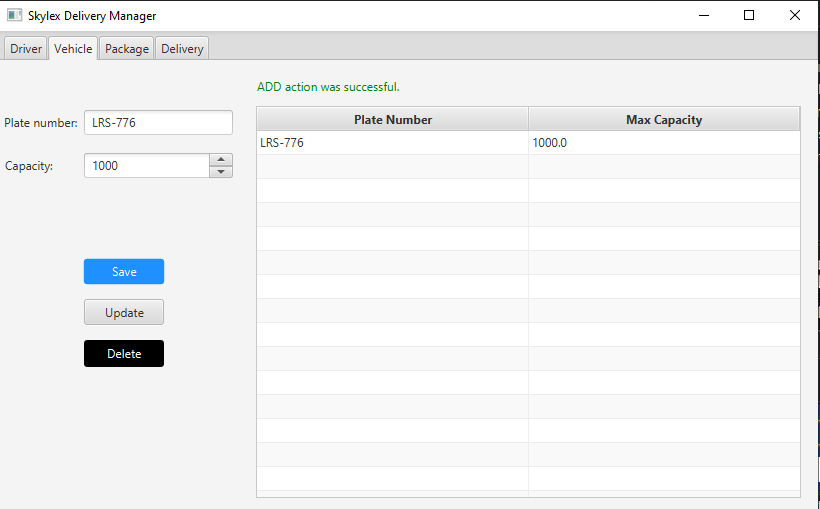 Skylex Delivery Manager
Driver Vehicle Package Delivery
ADD action was successful.
Plate number: LRS-776
Capacity: 1000
Save
Update
Delete
Plate Number Max Capacity
LRS-776 1000.0